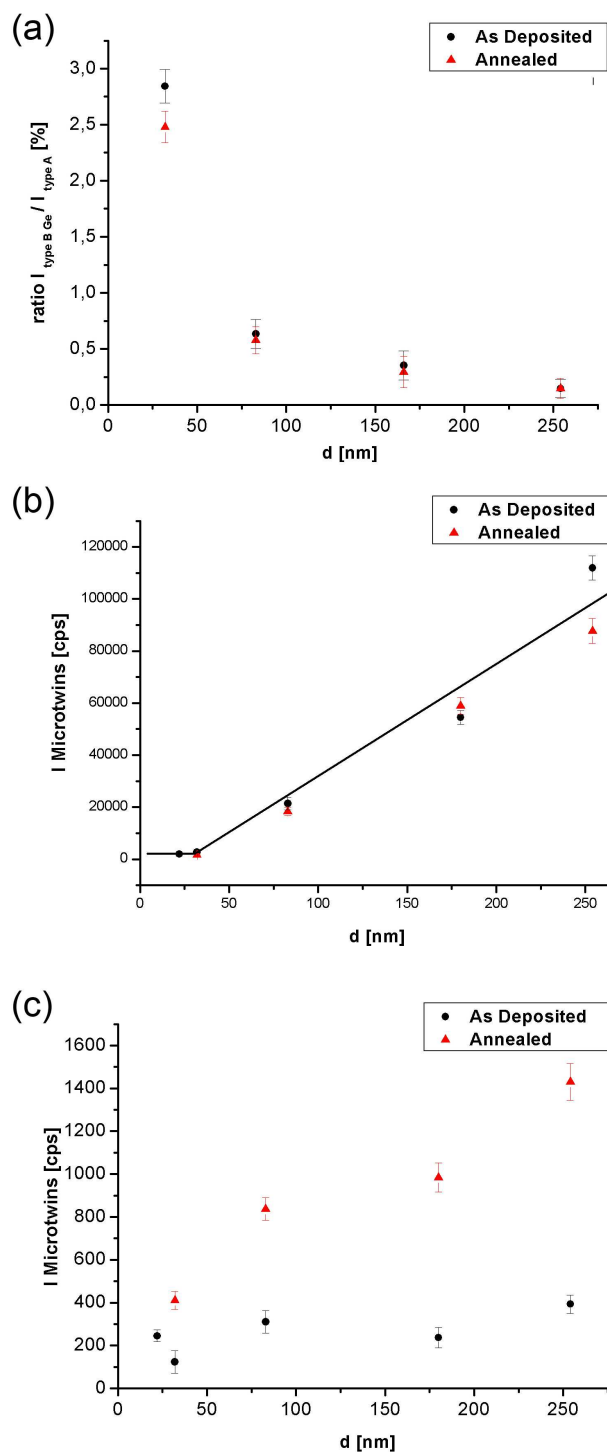 (a)
As Deposited
Annealed
3,0
2,5
2,0
1,5
1,0
0,5
0,0
ratio I type B Ge / I type A [%]
0 50 100 150 200 250
d [nm]
(b)
As Deposited
Annealed
120000
100000
80000
60000
40000
20000
0
I Microtwins [cps]
0 50 100 150 200 250
d [nm]
(c)
As Deposited
Annealed
1600
1400
1200
1000
800
600
400
200
0
I Microtwins [cps]
0 50 100 150 200 250
d [nm]